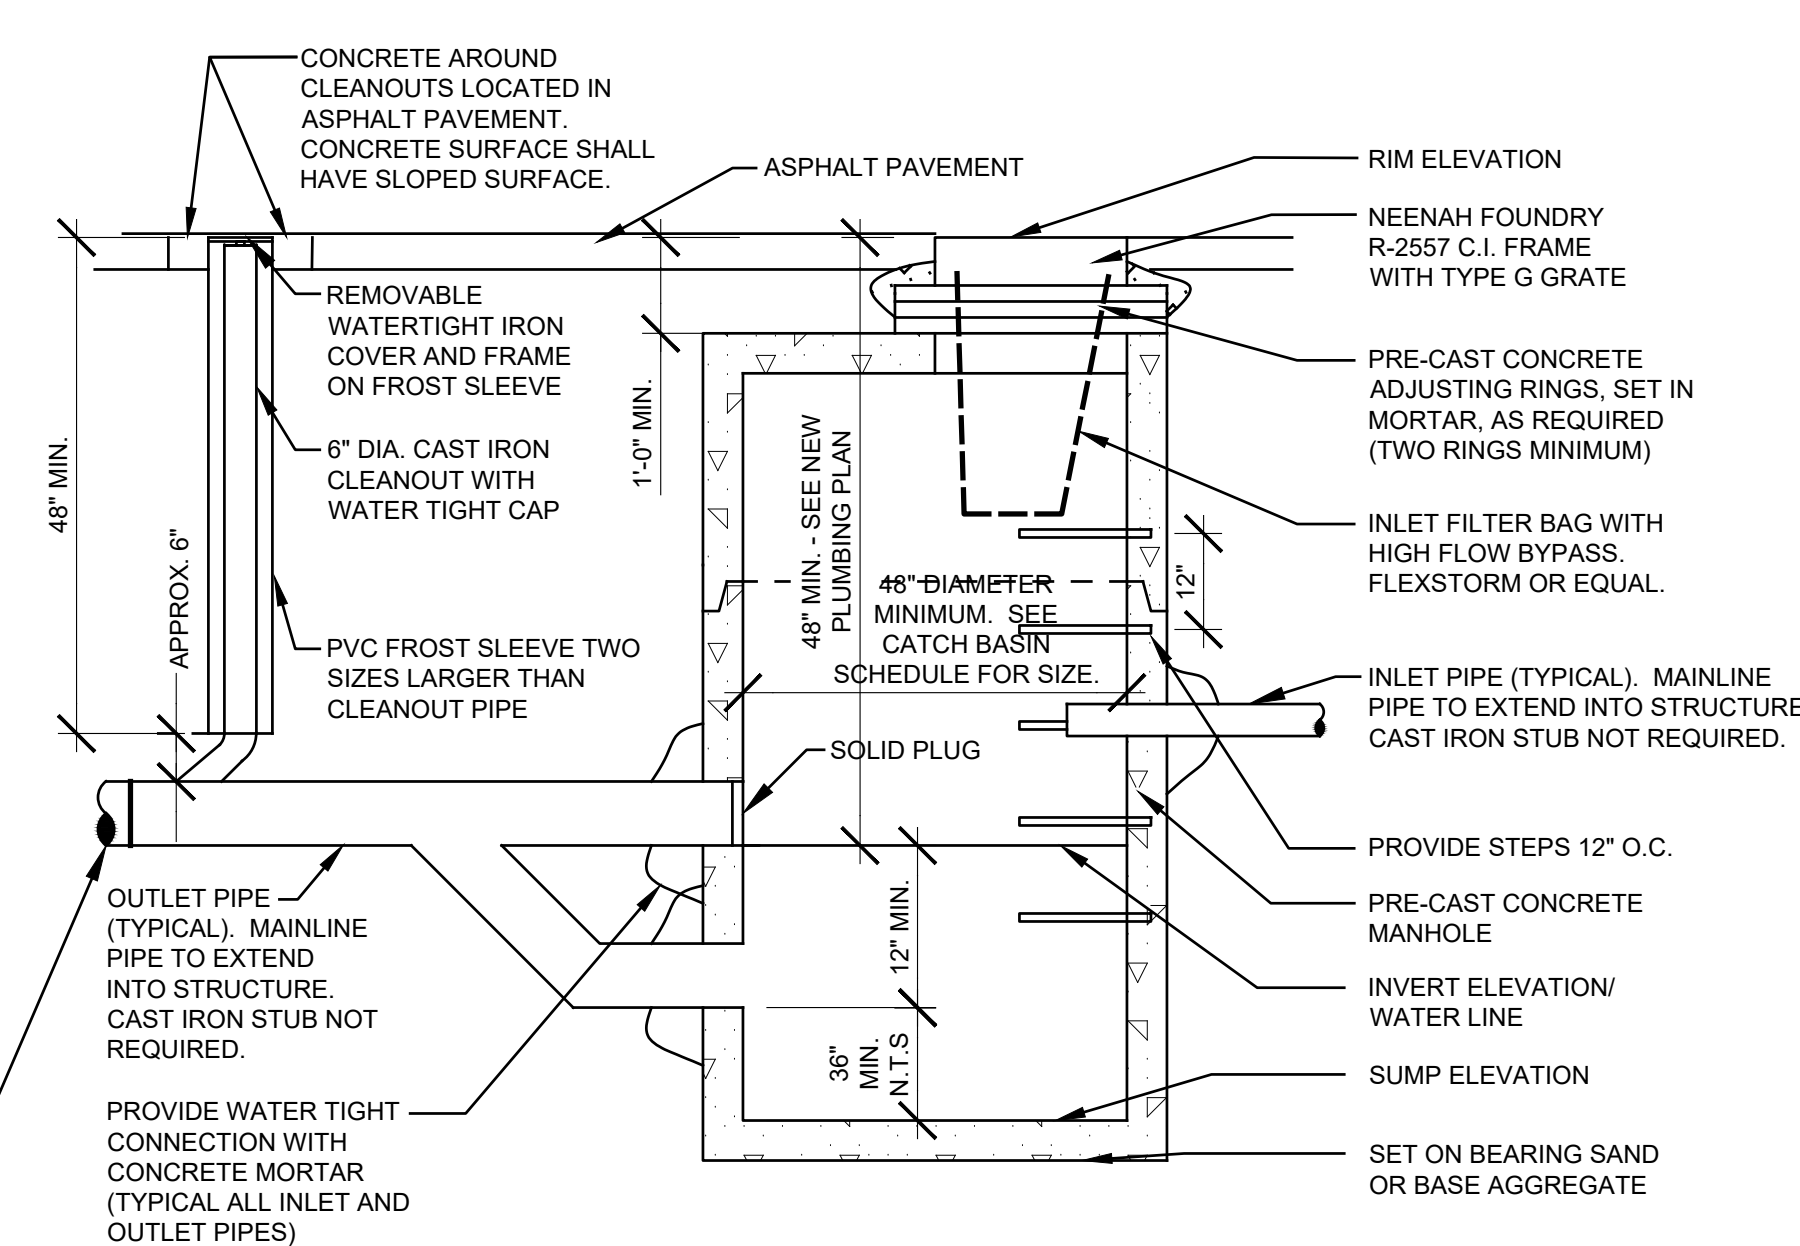 CONCRETE AROUND
CLEANOUTS LOCATED IN
ASPHALT PAVEMENT.
CONCRETE SURFACE SHALL
HAVE SLOPED SURFACE.
ASPHALT PAVEMENT
RIM ELEVATION
NEENAH FOUNDRY
R-2557 C.I. FRAME
WITH TYPE G GRATE
REMOVABLE
WATERTIGHT IRON
COVER AND FRAME
ON FROST SLEEVE
PRE-CAST CONCRETE
ADJUSTING RINGS, SET IN
MORTAR, AS REQUIRED
(TWO RINGS MINIMUM)
48" MIN.
6" DIA. CAST IRON
CLEANOUT WITH
WATER TIGHT CAP
1'-0" MIN.
48" MIN. - SEE NEW
PLUMBING PLAN
INLET FILTER BAG WITH
HIGH FLOW BYPASS.
FLEXSTORM OR EQUAL.
APPROX. 6"
48" DIAMETER
MINIMUM.  SEE
CATCH BASIN
SCHEDULE FOR SIZE.
12"
PVC FROST SLEEVE TWO
SIZES LARGER THAN
CLEANOUT PIPE
INLET PIPE (TYPICAL).  MAINLINE
PIPE TO EXTEND INTO STRUCTURE
CAST IRON STUB NOT REQUIRED.
SOLID PLUG
PROVIDE STEPS 12" O.C.
OUTLET PIPE
(TYPICAL).  MAINLINE
PIPE TO EXTEND
INTO STRUCTURE.
CAST IRON STUB NOT
REQUIRED.
12" MIN.
PRE-CAST CONCRETE
MANHOLE
INVERT ELEVATION/
WATER LINE
36"
MIN.
N.T.S
SUMP ELEVATION
PROVIDE WATER TIGHT
CONNECTION WITH
CONCRETE MORTAR
(TYPICAL ALL INLET AND
OUTLET PIPES)
SET ON BEARING SAND
OR BASE AGGREGATE